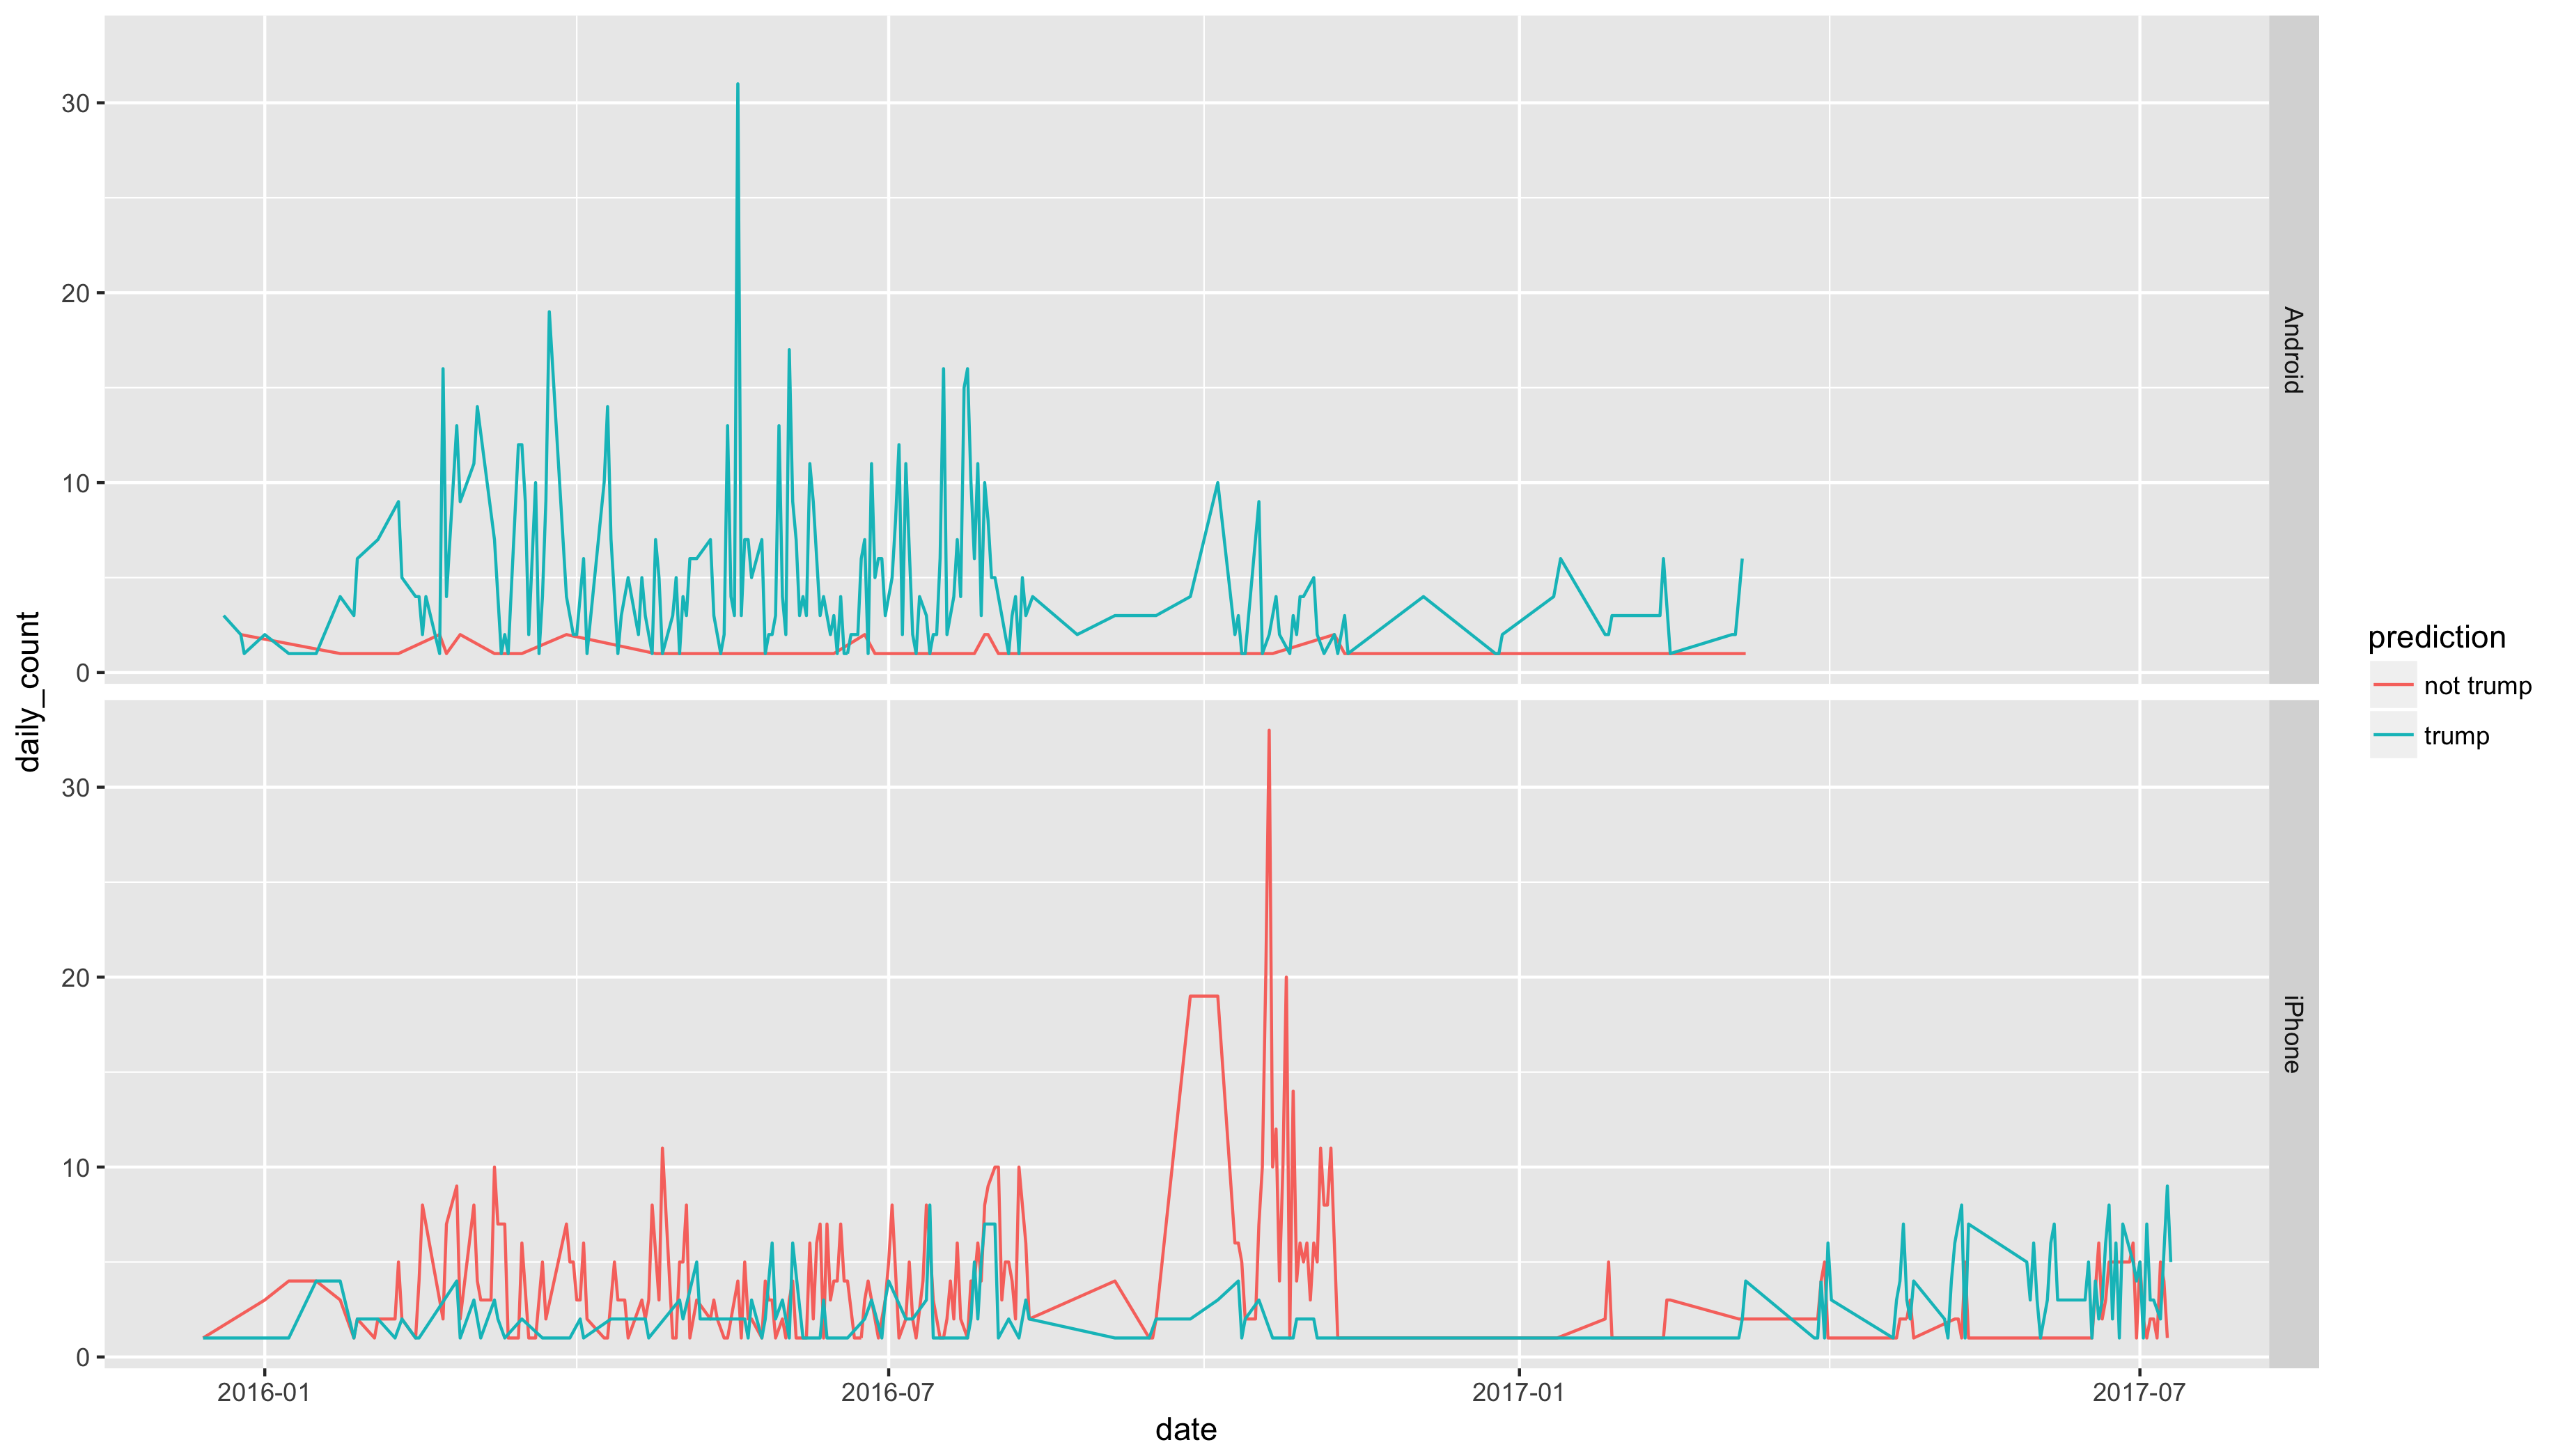 30
20
10
0
Android
daily_count
prediction
not trump
trump
30
20
10
0
iPhone
2016-01
2016-07
2017-01
2017-07
date